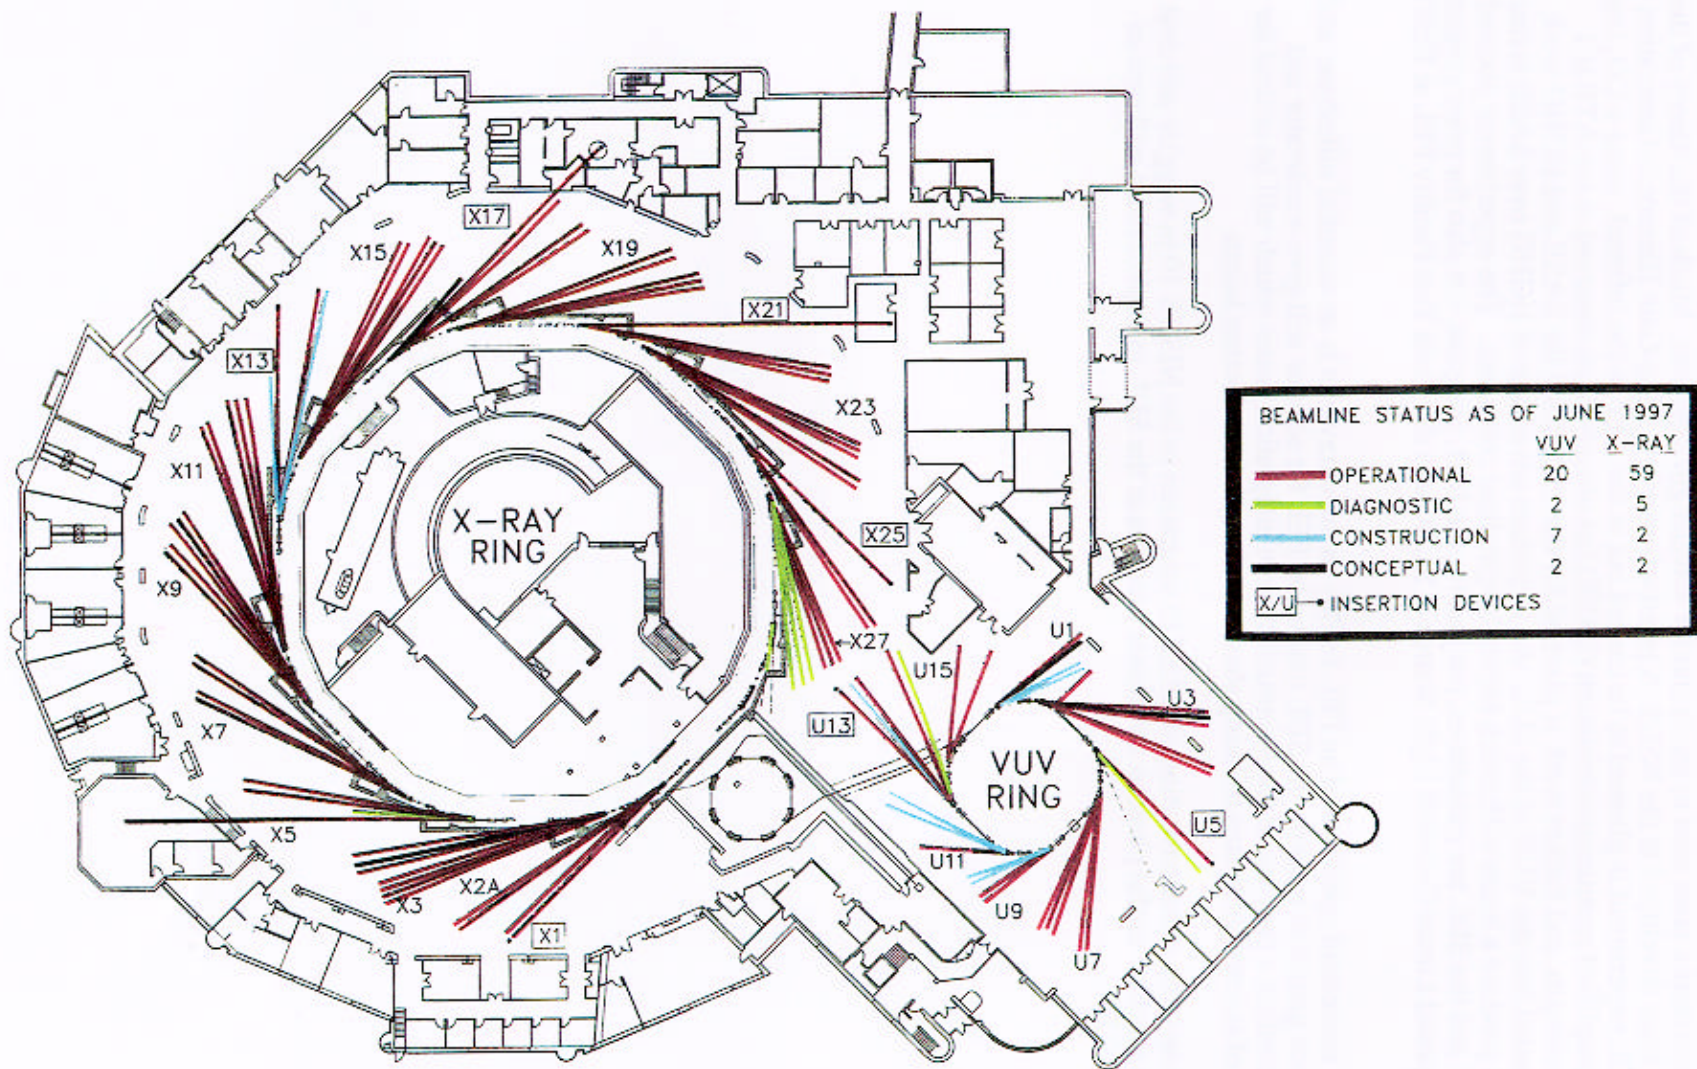 X17
X15
X19
X21
X13
X23
X11
X-RAY
RING
X25
X9
X27
U1
U15
U3
X7
U13
VUV
RING
X5
U5
U11
X2A
X3
U9
X1
U7
BEAMLINE STATUS AS OF JUNE 1997
VUV X-RAY
OPERATIONAL 20 59
DIAGNOSTIC 2 5
CONSTRUCTION 7 2
CONCEPTUAL 2 2
X/U INSERTION DEVICES